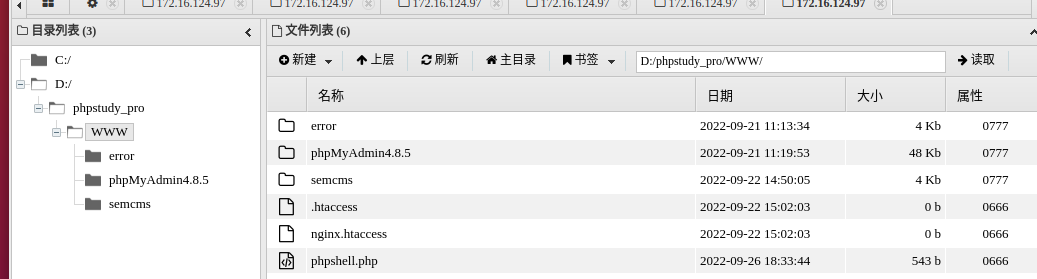 172.16.124.97 172.16.124.97 172.16.124.97 172.16.124.97 172.16.124.97 172.16.124.97
目录列表 (3)
C:/
D:/
phpstudy_pro
WWW
error
phpMyAdmin4.8.5
semcms
文件列表 (6)
新建 上层 刷新 主目录 书签 D:/phpstudy_pro/WWW/ 读取
名称 日期 大小 属性
error 2022-09-21 11:13:34 4 Kb 0777
phpMyAdmin4.8.5 2022-09-21 11:19:53 48 Kb 0777
semcms 2022-09-22 14:50:05 4 Kb 0777
.htaccess 2022-09-22 15:02:03 0 b 0666
nginx.htaccess 2022-09-22 15:02:03 0 b 0666
phpshell.php 2022-09-26 18:33:44 543 b 0666